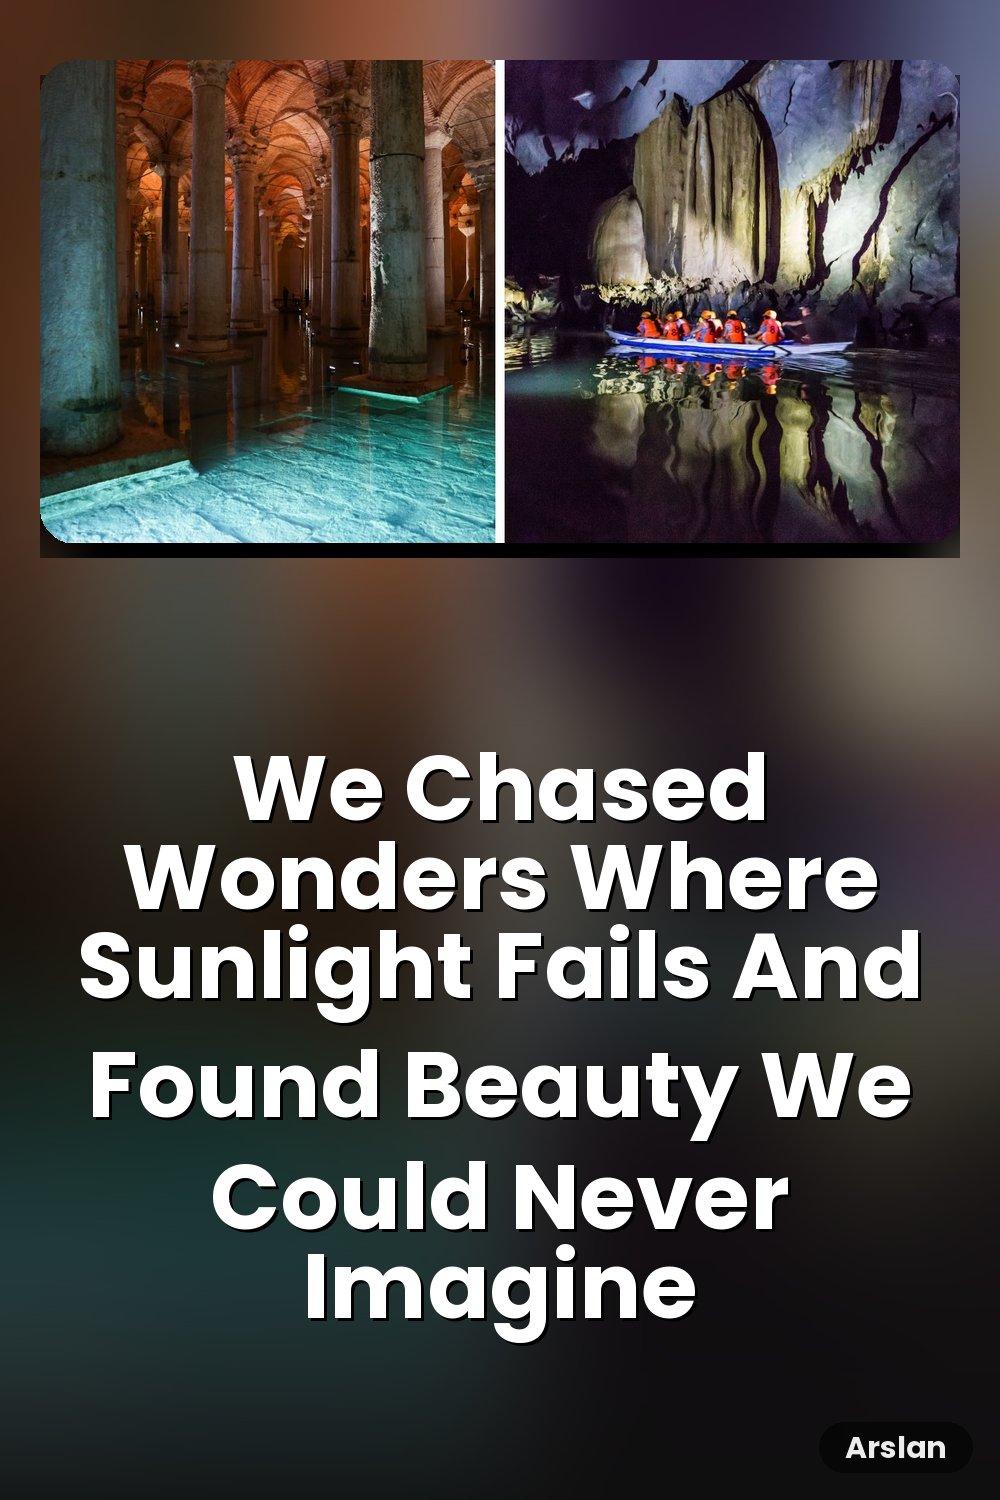 We Chased
Wonders Where
Sunlight Fails And
Found Beauty We
Could Never
Imagine
Arslan